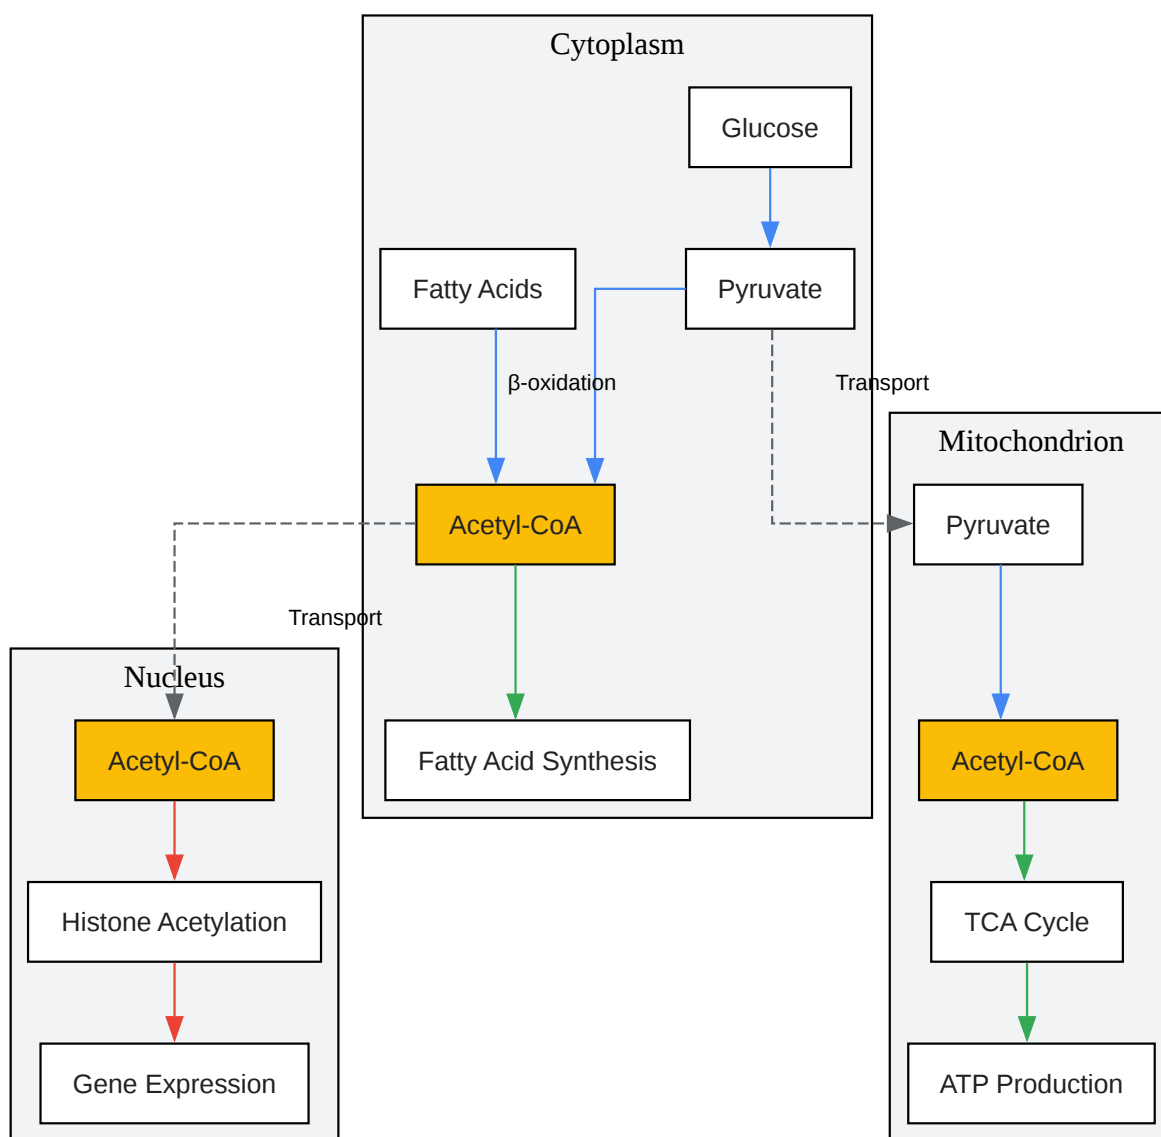 Cytoplasm
Glucose
Fatty Acids
Pyruvate
β-oxidation
Transport
Mitochondrion
Acetyl-CoA
Pyruvate
Transport
Nucleus
Acetyl-CoA
Fatty Acid Synthesis
Acetyl-CoA
Histone Acetylation
TCA Cycle
Gene Expression
ATP Production